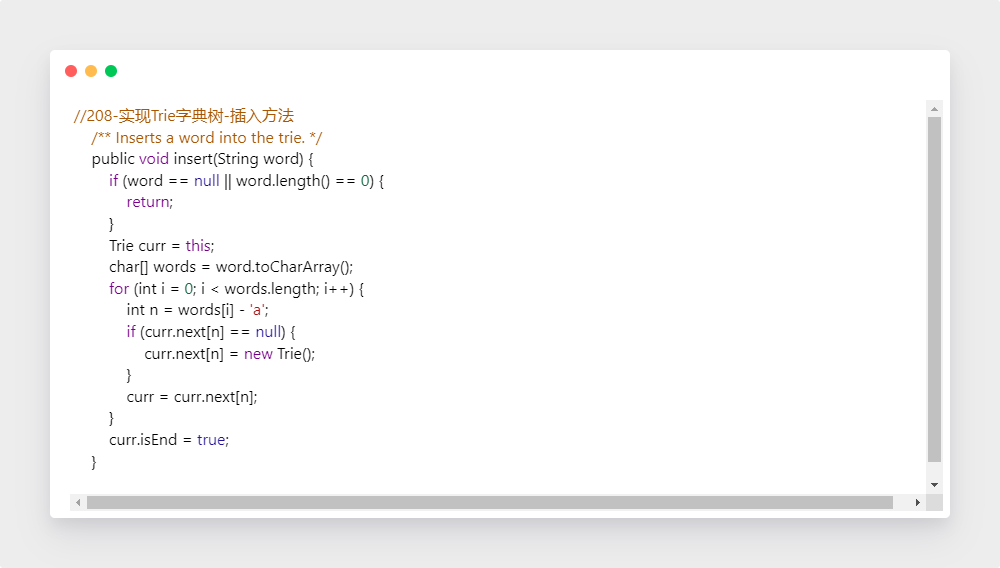 //208-实现Trie字典树-插入方法
/** Inserts a word into the trie. */
public void insert(String word) {
if (word == null || word.length() == 0) {
return;
}
Trie curr = this;
char[] words = word.toCharArray();
for (int i = 0; i < words.length; i++) {
int n = words[i] - 'a';
if (curr.next[n] == null) {
curr.next[n] = new Trie();
}
curr = curr.next[n];
}
curr.isEnd = true;
}